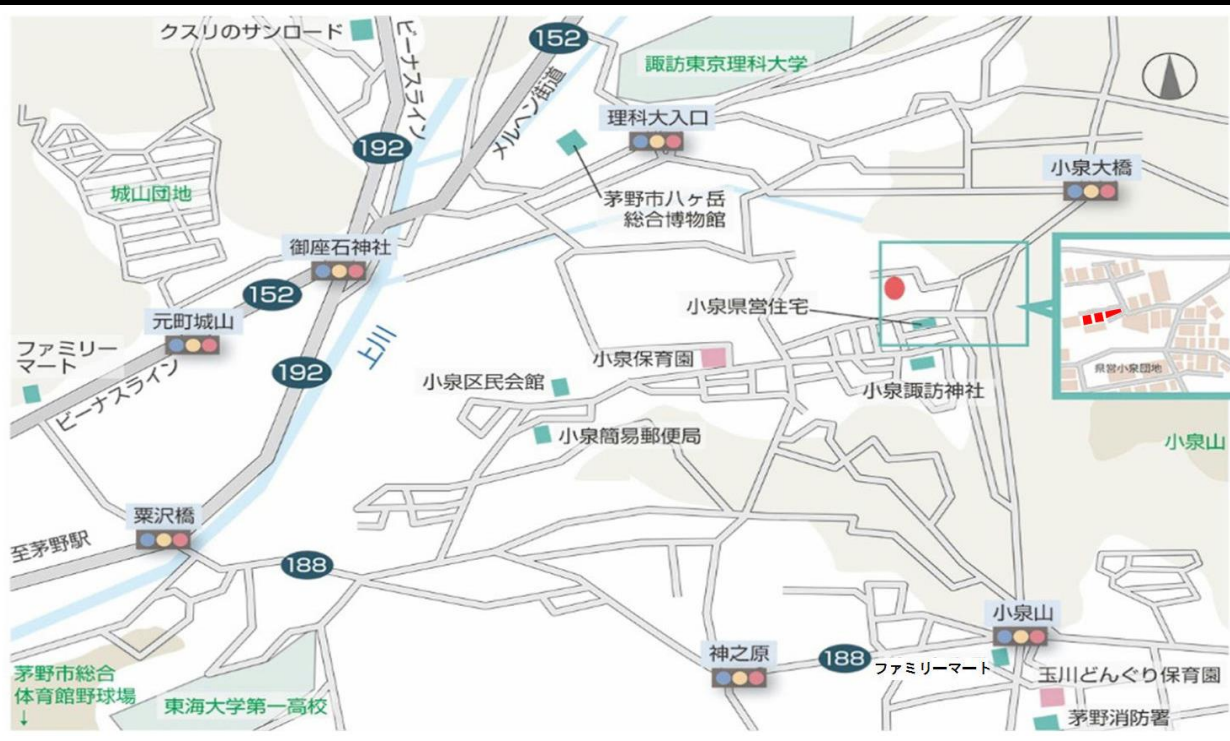 クスリのサンロード
ビーナスライン
152
メルヘン街道
諏訪東京理科大学
理科大入口
192
小泉大橋
城山団地
茅野市八ヶ岳
総合博物館
御座石神社
152
元町城山
小泉県営住宅
上川
ファミリー
マート
ビーナスライン
192
小泉保育園
小泉区民会館
小泉諏訪神社
県営小泉団地
小泉簡易郵便局
小泉山
粟沢橋
至茅野駅
188
小泉山
神之原
188
ファミリーマート
茅野市総合
体育館野球場
↓
東海大学第一高校
玉川どんぐり保育園
茅野消防署